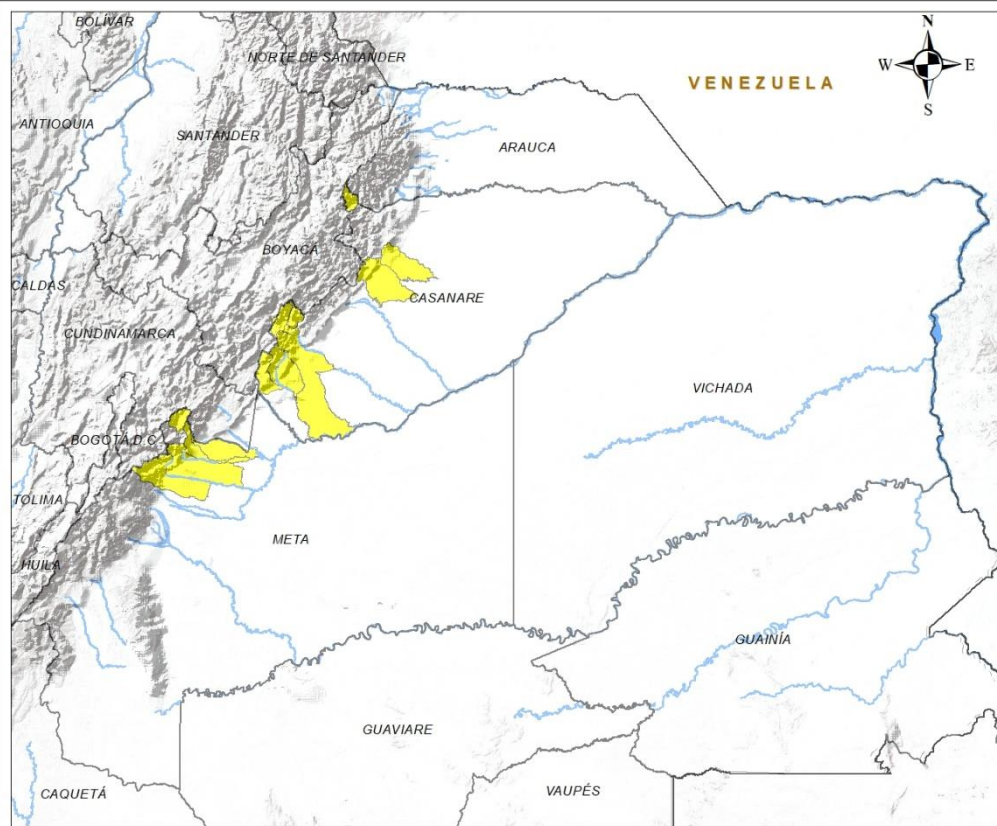 BOLÍVAR
N
NORTE DE SANTANDER
W
E
VENEZUELA
S
ANTIOQUIA
SANTANDER
ARAUCA
BOYACÁ
CALDAS
CASANARE
CUNDINAMARCA
VICHADA
BOGOTÁ D.C
TOLIMA
META
HUILA
GUAINÍA
GUAVIARE
CAQUETÁ
VAUPÉS